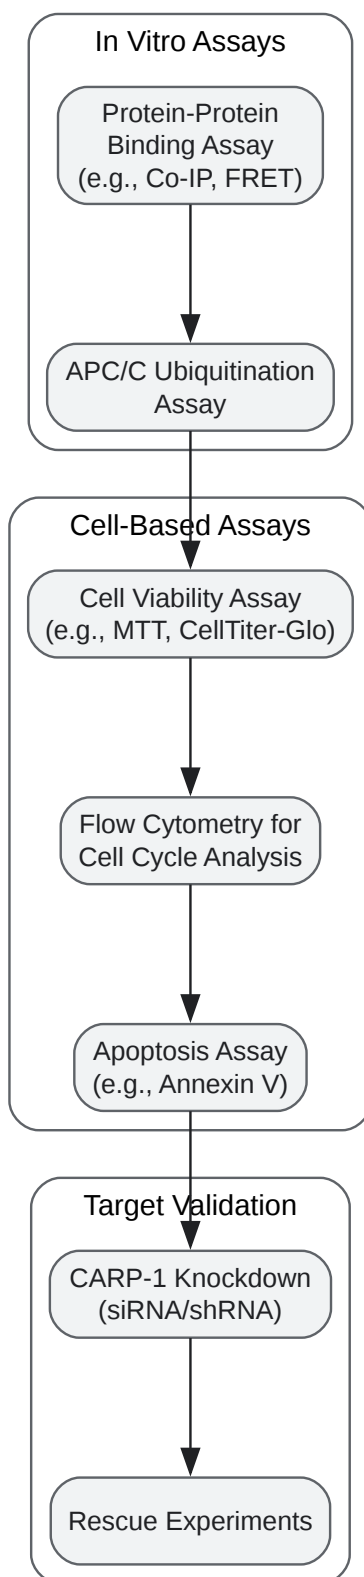 In Vitro Assays
Protein-Protein
Binding Assay
(e.g., Co-IP, FRET)
APC/C Ubiquitination
Assay
Cell-Based Assays
Cell Viability Assay
(e.g., MTT, CellTiter-Glo)
Flow Cytometry for
Cell Cycle Analysis
Apoptosis Assay
(e.g., Annexin V)
Target Validation
CARP-1 Knockdown
(siRNA/shRNA)
Rescue Experiments